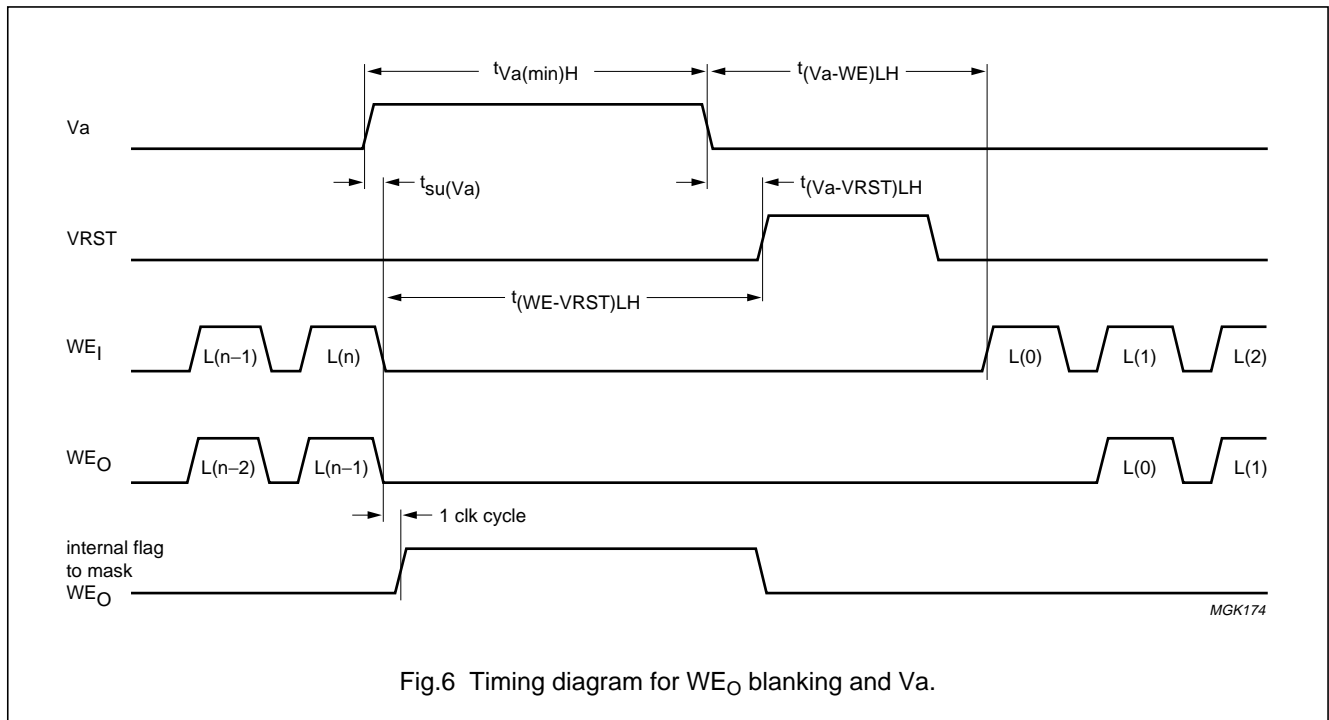 tVa(min)H
t(Va-WE)LH
Va
tsu(Va)
t(Va-VRST)LH
VRST
t(WE-VRST)LH
WEI
L(n−1)
L(n)
L(0)
L(1)
L(2)
WEO
L(n−2)
L(n−1)
L(0)
L(1)
1 clk cycle
internal flag
to mask
WEO
MGK174
Fig.6 Timing diagram for WEO blanking and Va.